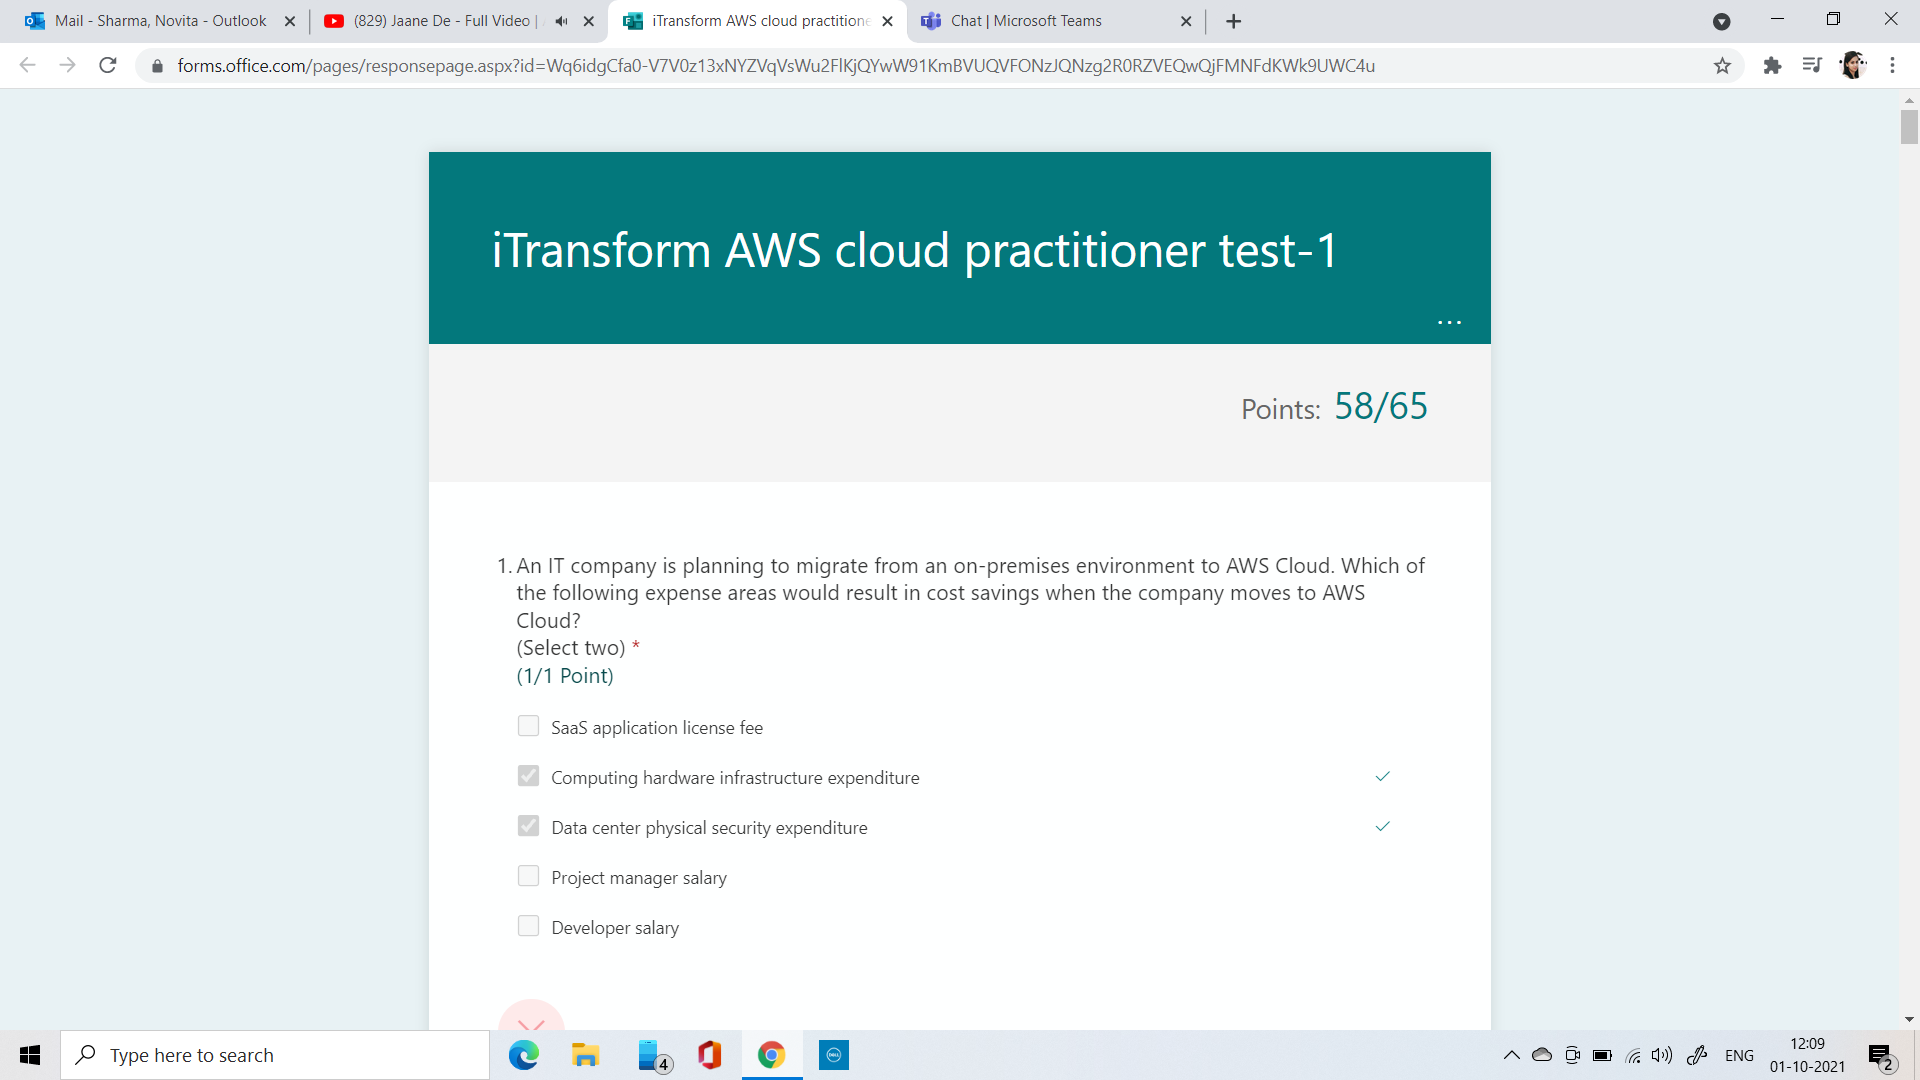 Mail - Sharma, Novita - Outlook
(829) Jaane De - Full Video |
iTransform AWS cloud practitione
Chat | Microsoft Teams
forms.office.com/pages/responsepage.aspx?id=Wq6idgCfa0-V7V0z13xNYZVqVsWu2FlKjQYwW91KmBVUQVFONzJQNzg2R0RZVEQwQjFMNFdKWk9UWC4u
iTransform AWS cloud practitioner test-1
...
Points: 58/65
1. An IT company is planning to migrate from an on-premises environment to AWS Cloud. Which of
the following expense areas would result in cost savings when the company moves to AWS
Cloud?
(Select two) *
(1/1 Point)
SaaS application license fee
Computing hardware infrastructure expenditure
Data center physical security expenditure
Project manager salary
Developer salary
Type here to search
4
DELL
ENG
12:09
01-10-2021
2